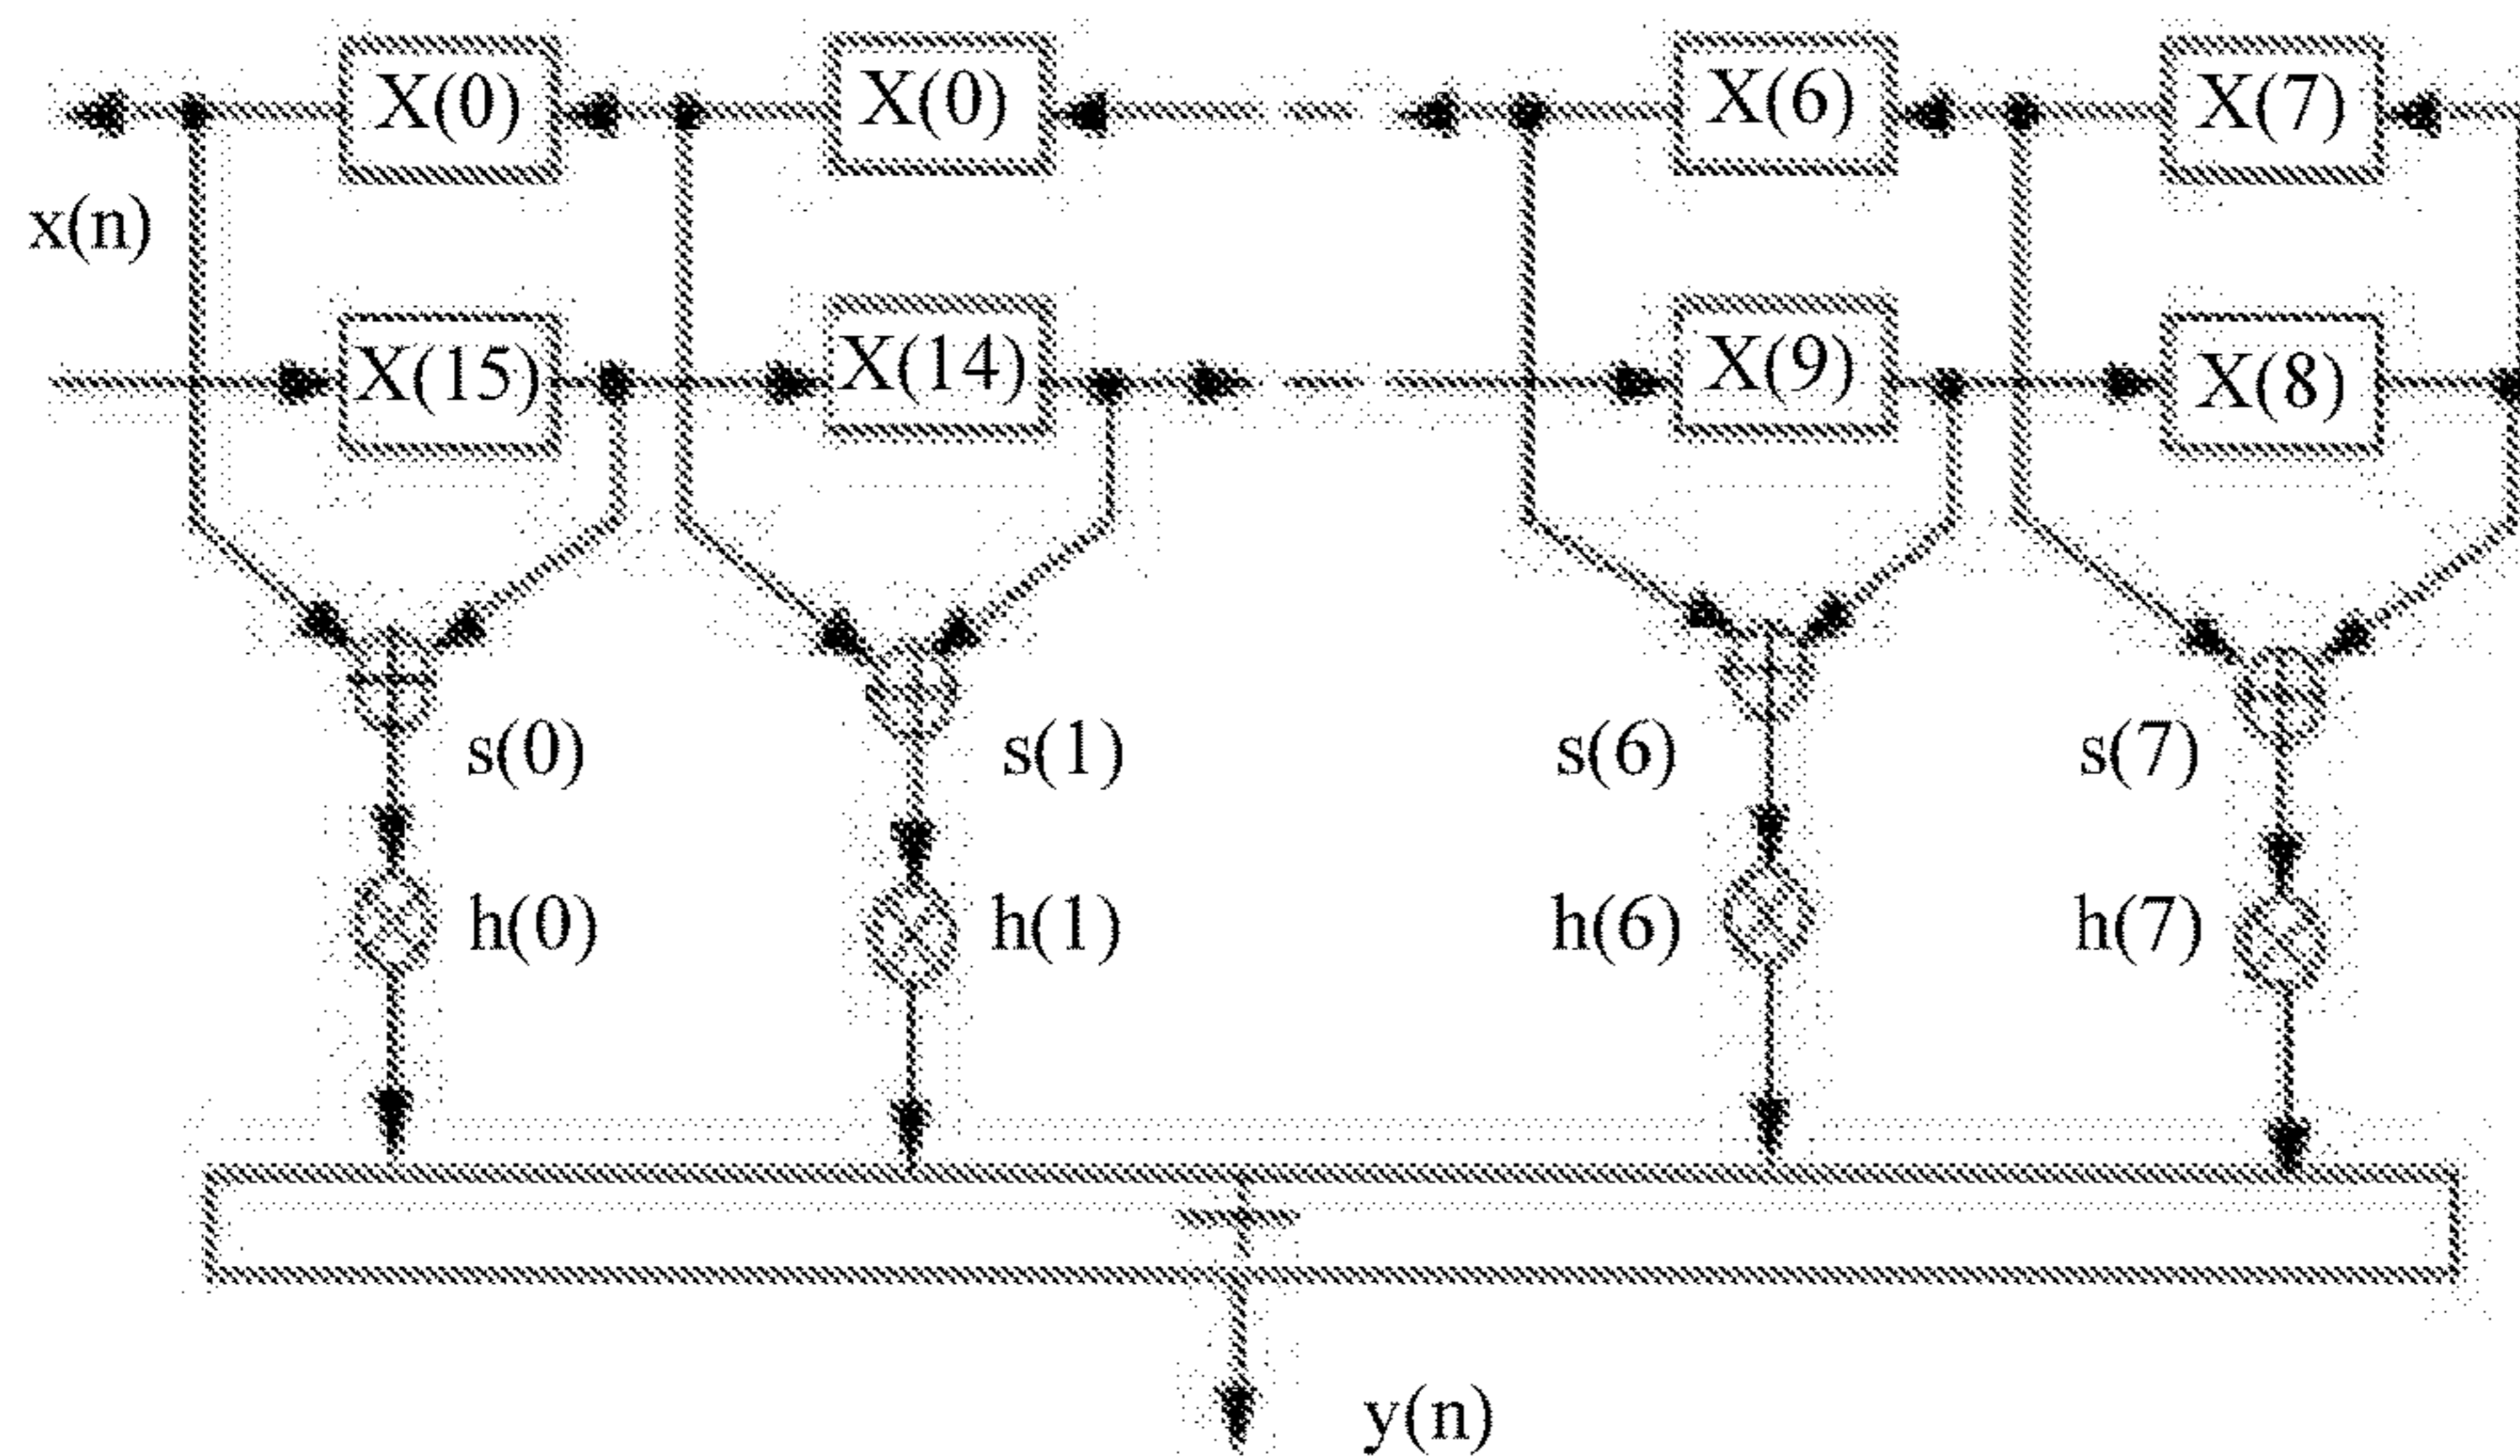 X(0) X(0) X(6) X(7)
x(n)
X(15) X(14) X(9) X(8)
s(0) s(1) s(6) s(7)
h(0) h(1) h(6) h(7)
+
y(n)